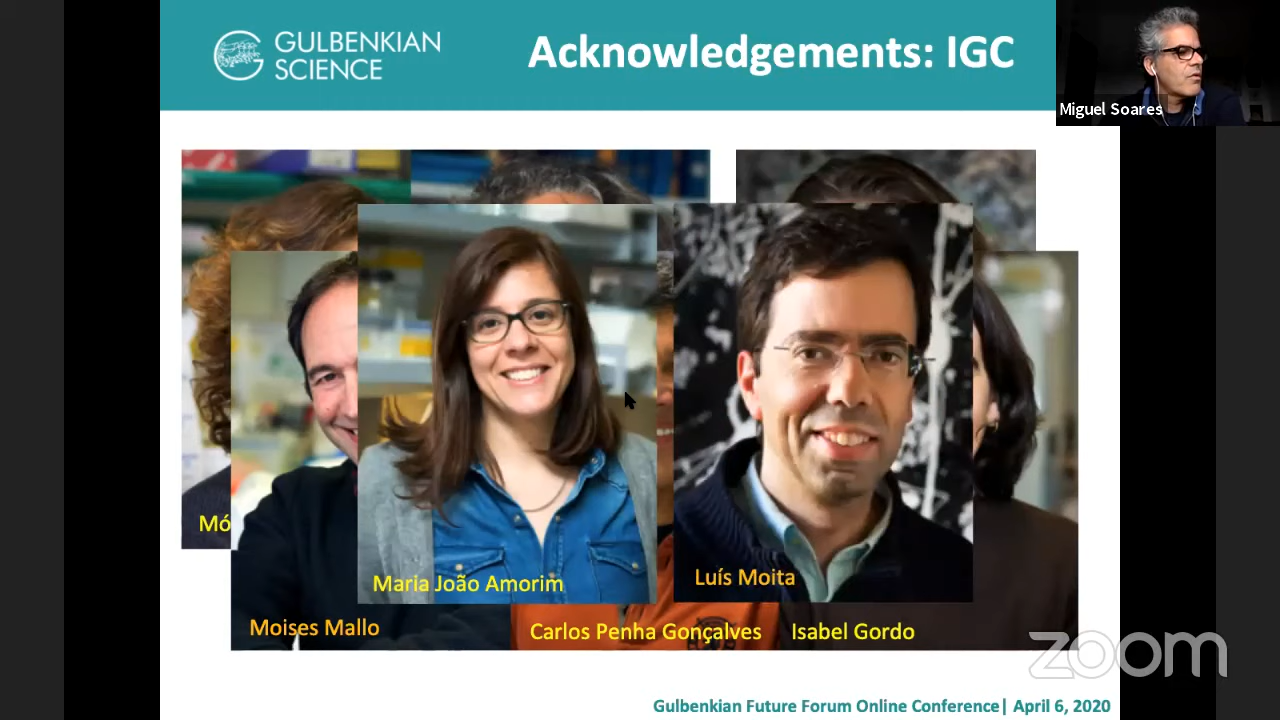 GULBENKIAN
SCIENCE
Acknowledgements: IGC
Miguel Soares
Mó
Maria João Amorim
Luís Moita
Moises Mallo
Carlos Penha Gonçalves
Isabel Gordo
zoom
Gulbenkian Future Forum Online Conference| April 6, 2020